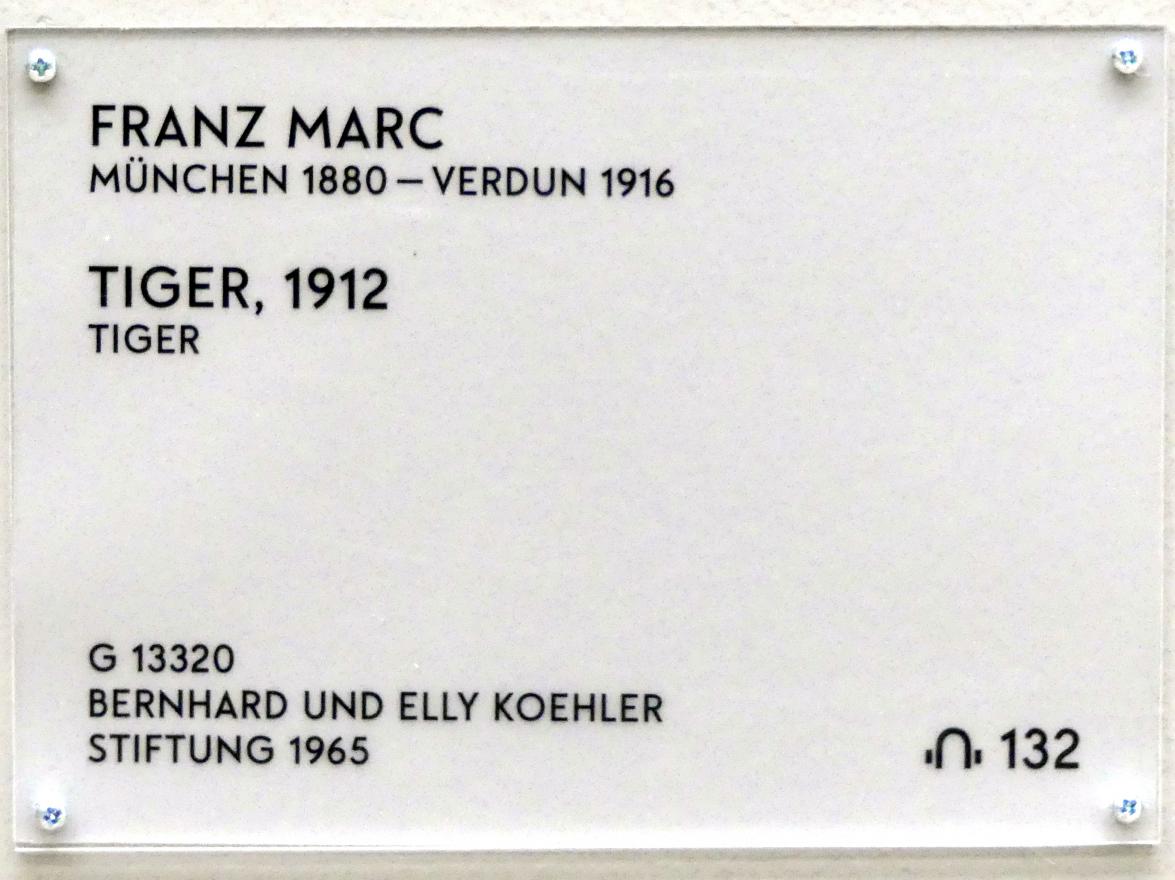 FRANZ MARC
MÜNCHEN 1880 – VERDUN 1916
TIGER, 1912
TIGER
G 13320
BERNHARD UND ELLY KOEHLER
STIFTUNG 1965
132